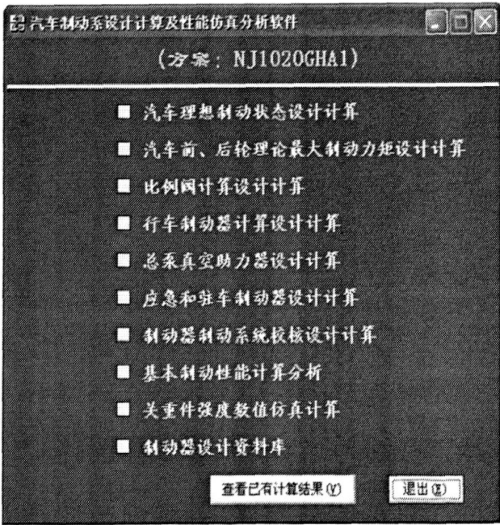 汽车制动系设计计算及性能仿真分析软件
(方案: NJ1020GHA1)
汽车理想制动状态设计计算
汽车前、后轮理论最大制动力矩设计计算
比例阀计算设计计算
行车制动器计算设计计算
总泵真空助力器设计计算
应急和驻车制动器设计计算
制动器制动系统校核设计计算
基本制动性能计算分析
关重件强度数值仿真计算
制动器设计资料库
查看已有计算结果(V) 退出(E)